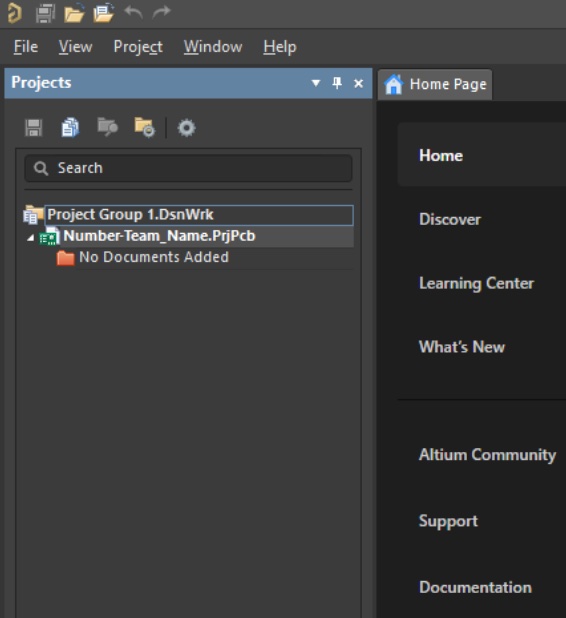 File View Project Window Help
Projects
Home Page
Search
Project Group 1.DsnWrk
Number-Team_Name.PrjPcb
No Documents Added
Home
Discover
Learning Center
What's New
Altium Community
Support
Documentation